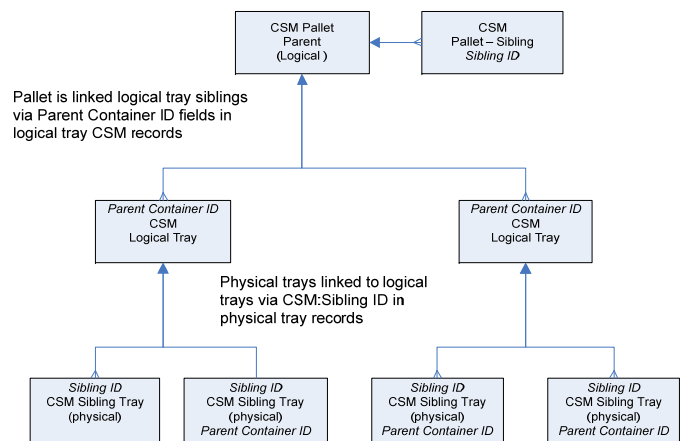 CSM Pallet
Parent
(Logical )
CSM
Pallet – Sibling
Sibling ID
Pallet is linked logical tray siblings
via Parent Container ID fields in
logical tray CSM records
Parent Container ID
CSM
Logical Tray
Parent Container ID
CSM
Logical Tray
Physical trays linked to logical
trays via CSM:Sibling ID in
physical tray records
Sibling ID
CSM Sibling Tray
(physical)
Sibling ID
CSM Sibling Tray
(physical)
Parent Container ID
Sibling ID
CSM Sibling Tray
(physical)
Parent Container ID
Sibling ID
CSM Sibling Tray
(physical)
Parent Container ID